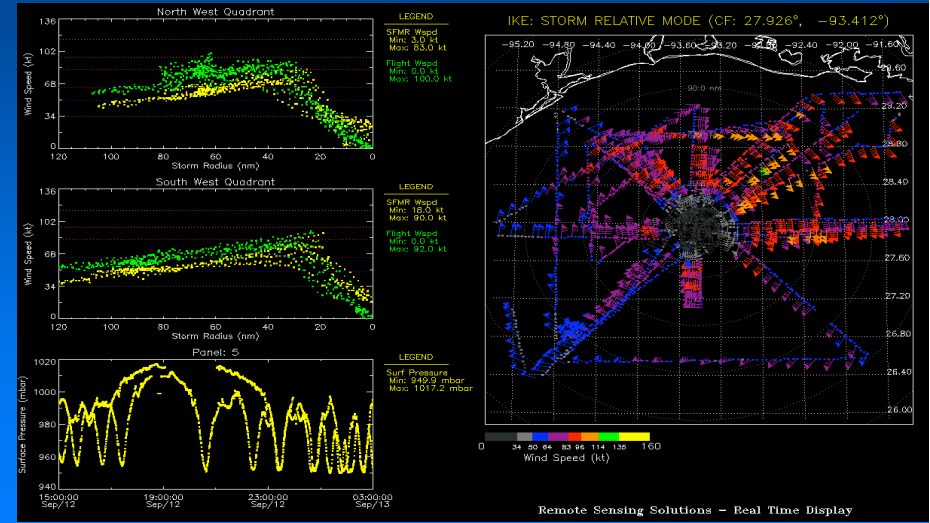 North West Quadrant
136
102
68
34
0
Wind Speed (kt)
120 100 80 60 40 20 0
Storm Radius (nm)
LEGEND
SFMR Wspd
Min: 3.0 kt
Max: 83.0 kt
Flight Wspd
Min: 0.0 kt
Max: 100.0 kt
South West Quadrant
136
102
68
34
0
Wind Speed (kt)
120 100 80 60 40 20 0
Storm Radius (nm)
LEGEND
SFMR Wspd
Min: 18.0 kt
Max: 90.0 kt
Flight Wspd
Min: 0.0 kt
Max: 92.0 kt
Panel: 5
1020
1000
980
960
940
Surface Pressure (mbar)
15:00:00 19:00:00 23:00:00 03:00:00
Sep/12 Sep/12 Sep/12 Sep/13
LEGEND
Surf Pressure
Min: 949.9 mbar
Max: 1017.2 mbar
IKE: STORM RELATIVE MODE (CF: 27.926°, −93.412°)
−95.20 −94.80 −94.40 −94.00 −93.60 −93.20 −92.80 −92.40 −92.00 −91.60
29.60
90.0 nm
29.20
28.80
28.40
28.00
27.60
27.20
26.80
26.40
26.00
0 34 50 64 83 96 114 135 160
Wind Speed (kt)
Remote Sensing Solutions − Real Time Display